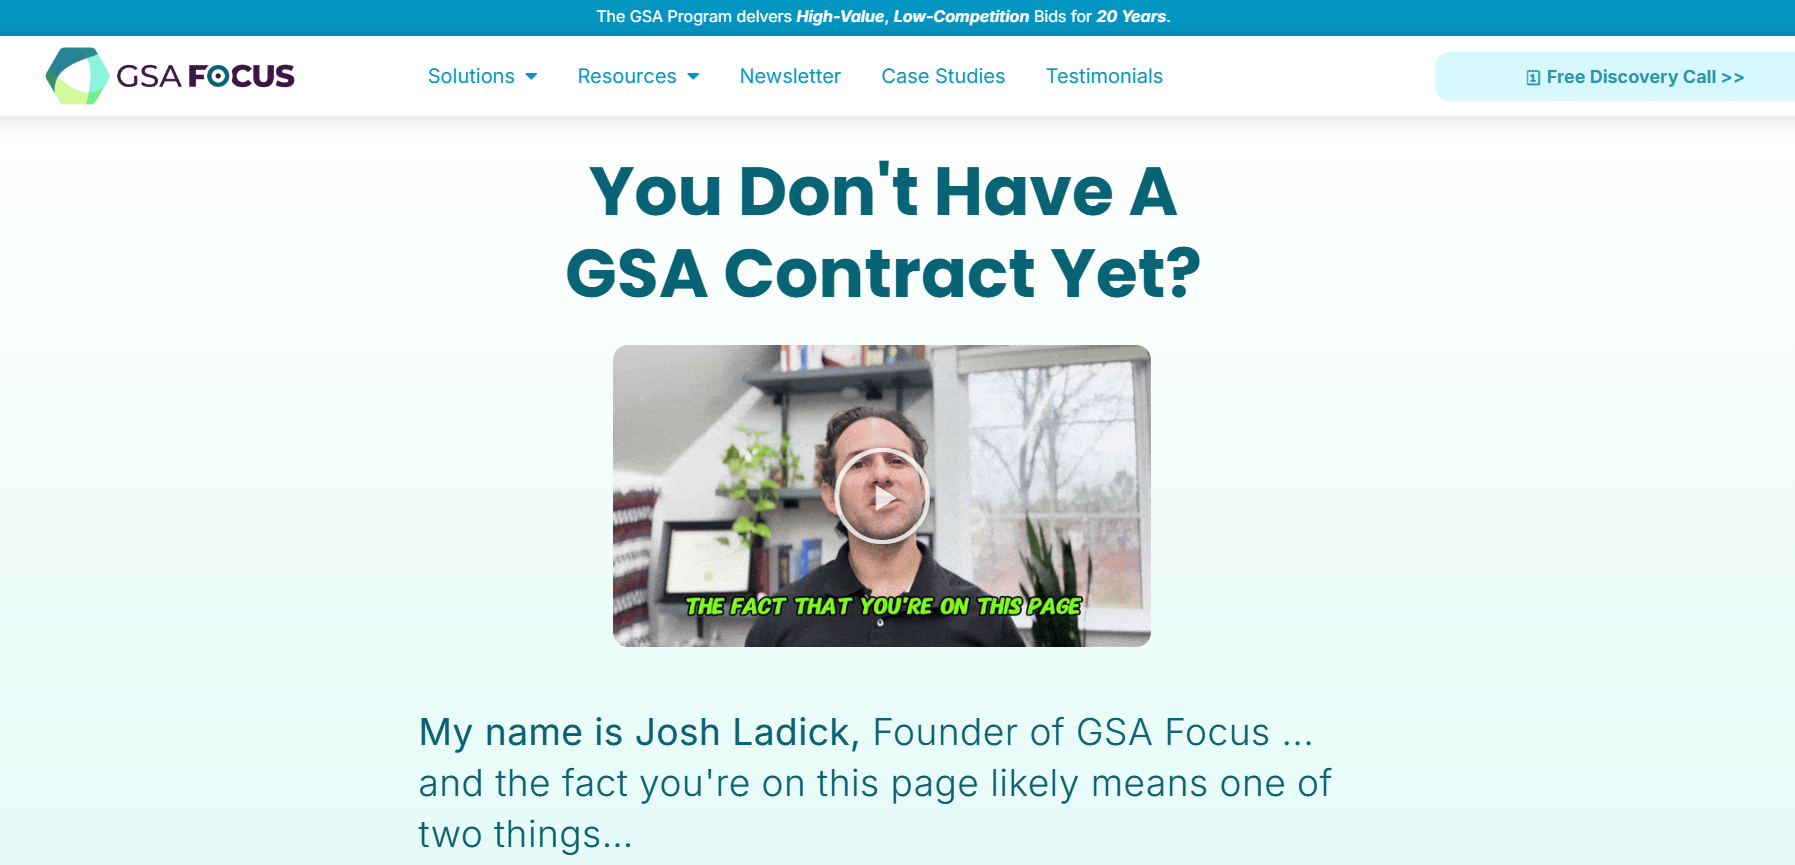 The GSA Program delvers High-Value, Low-Competition Bids for 20 Years.
GSA FOCUS
Solutions
Resources
Newsletter
Case Studies
Testimonials
Free Discovery Call >>
You Don't Have A
GSA Contract Yet?
THE FACT THAT YOU'RE ON THIS PAGE
My name is Josh Ladick, Founder of GSA Focus ...
and the fact you're on this page likely means one of
two things...